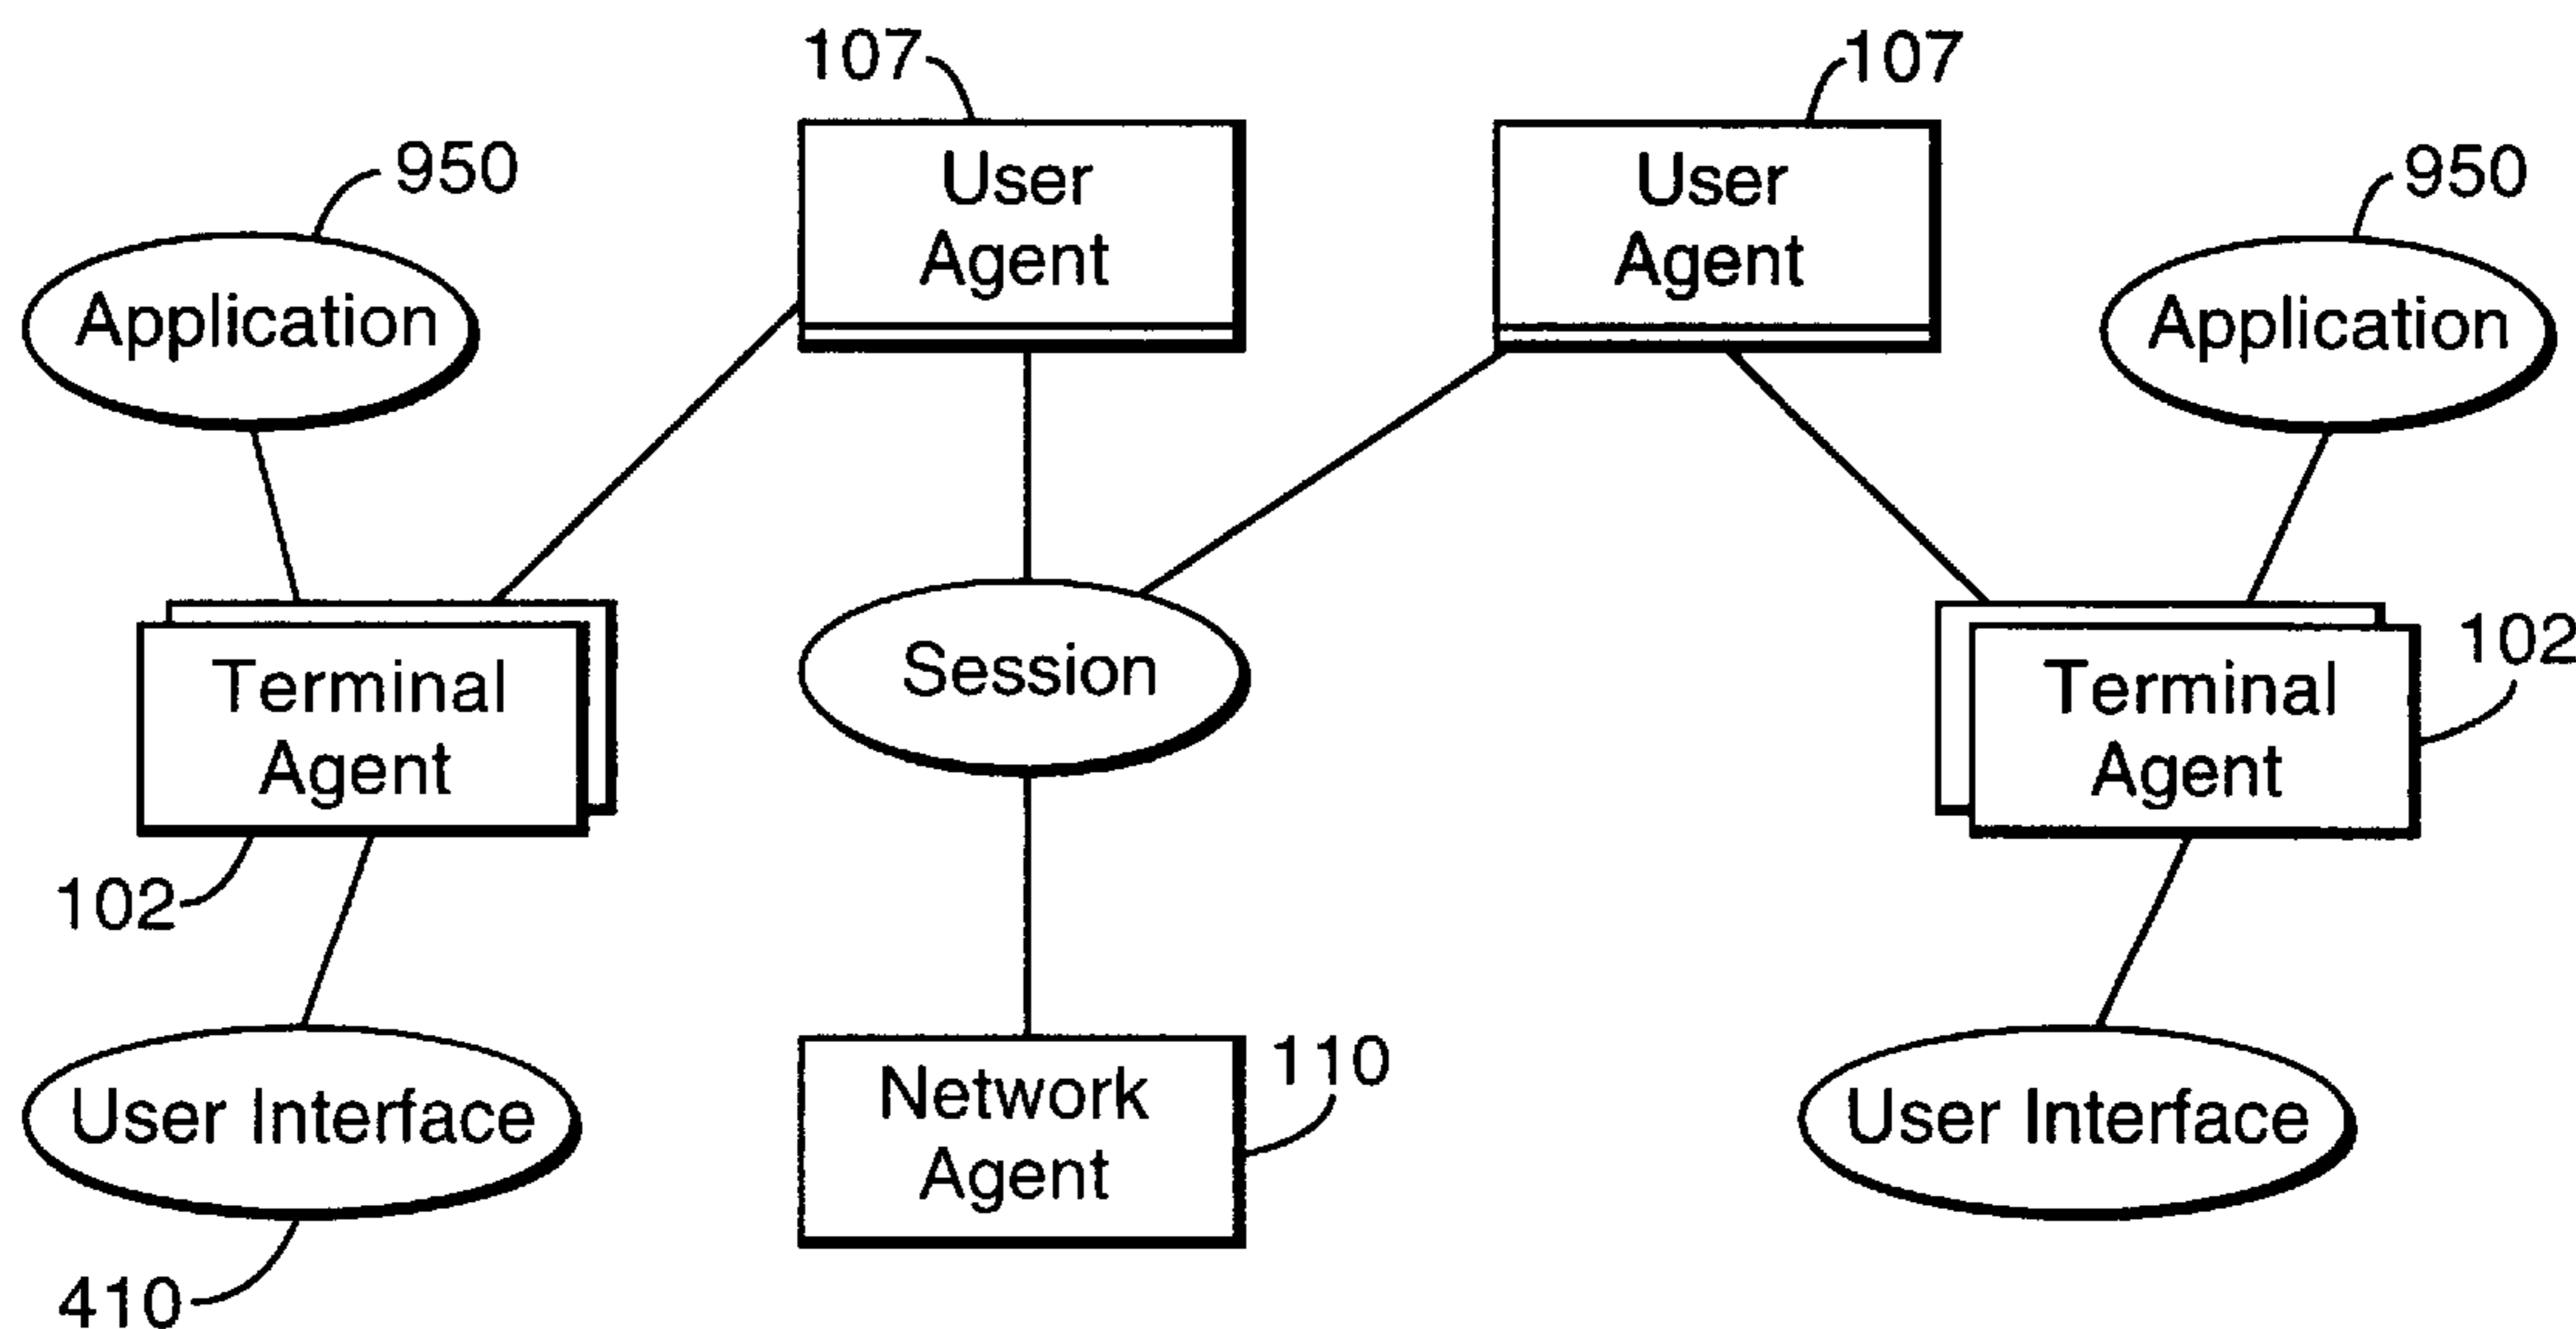 107
107
950
User
Agent
User
Agent
950
Application
Application
Terminal
Agent
Session
102
Terminal
Agent
102
Network
Agent
110
User Interface
User Interface
410